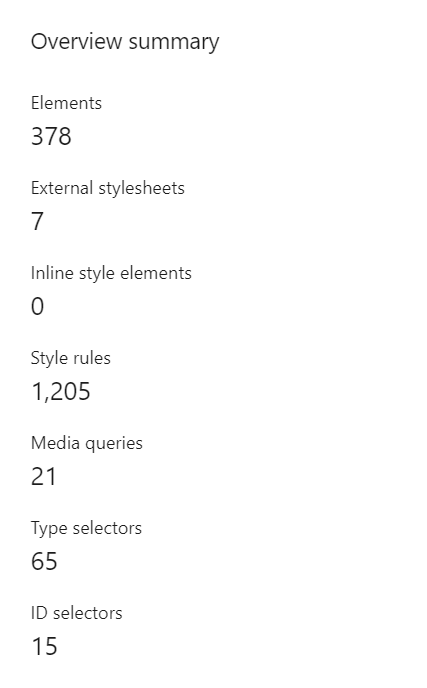 Overview summary
Elements
378
External stylesheets
7
Inline style elements
0
Style rules
1,205
Media queries
21
Type selectors
65
ID selectors
15